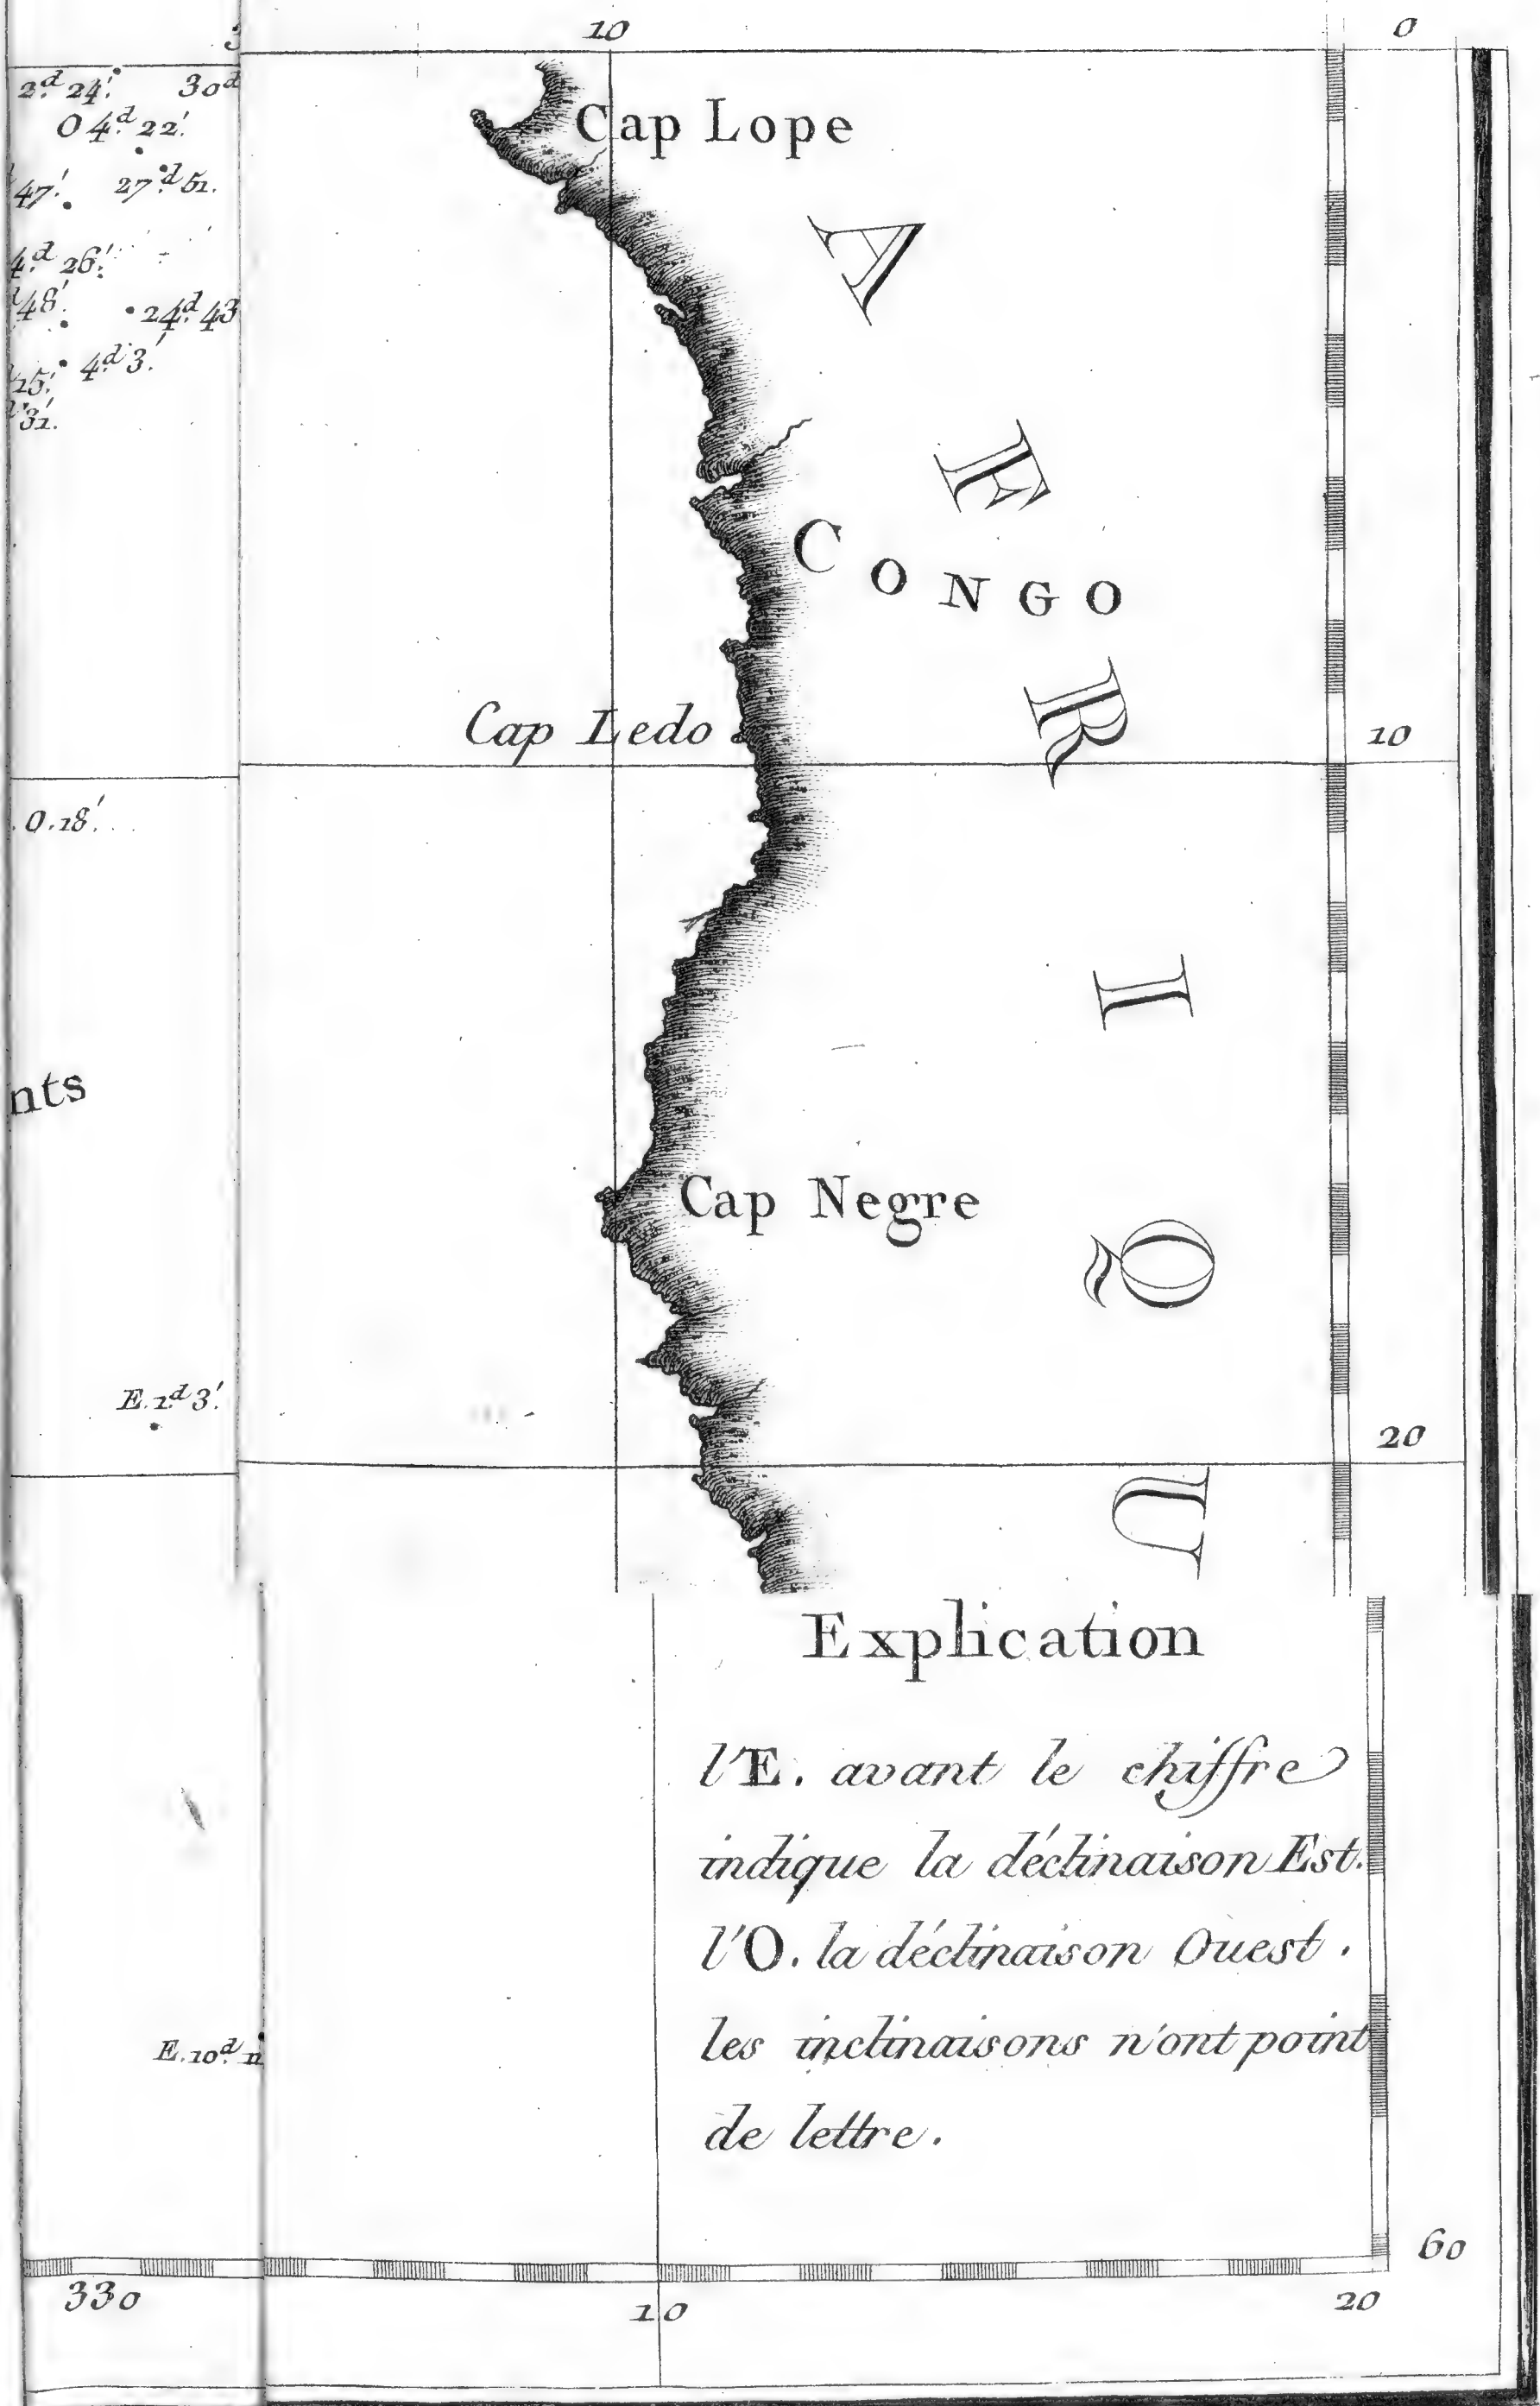 10
0
2.d 24.'
30d
O 4.d 22.'
47.'
27.d 51.
4.d 26.'
48.'
24.d 43
4.d 3.'
15.'
31.'
Cap Lope
A
F
CONGO
R
Cap Ledo
10
O.18.'
I
nts
Cap Negre
Q
E.1.d 3.'
20
U
Explication
l'E. avant le chiffre
indique la déclinaison Est.
l'O. la déclinaison Ouest.
les inclinaisons n'ont point
de lettre.
E.10.d 11
60
330
10
20